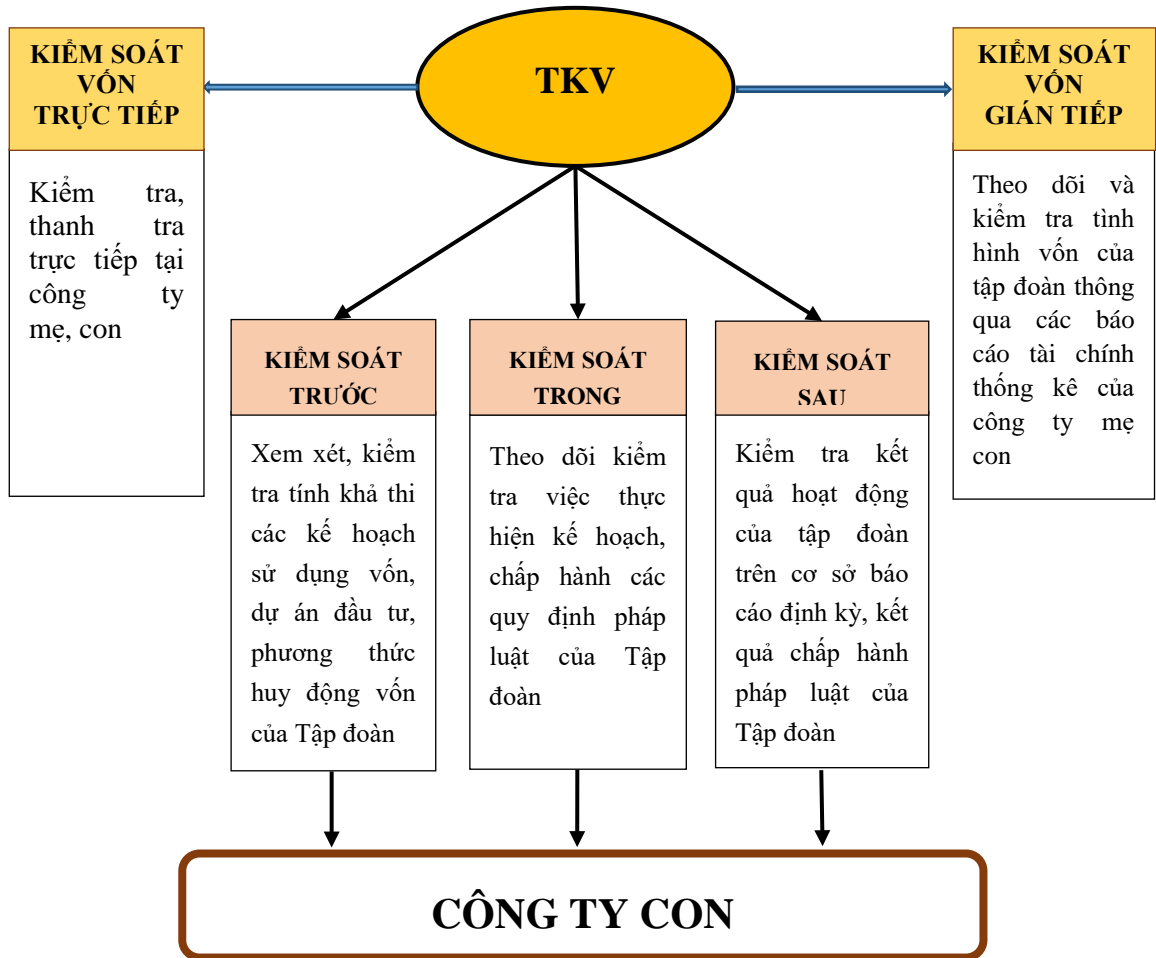 TKV
KIỂM SOÁT
VỐN
TRỰC TIẾP
Kiểm tra,
thanh tra
trực tiếp tại
công ty
mẹ, con
KIỂM SOÁT
VỐN
GIÁN TIẾP
Theo dõi và
kiểm tra tình
hình vốn của
tập đoàn thông
qua các báo
cáo tài chính
thống kê của
công ty mẹ
con
KIỂM SOÁT
TRƯỚC
Xem xét, kiểm
tra tính khả thi
các kế hoạch
sử dụng vốn,
dự án đầu tư,
phương thức
huy động vốn
của Tập đoàn
KIỂM SOÁT
TRONG
Theo dõi kiểm
tra việc thực
hiện kế hoạch,
chấp hành các
quy định pháp
luật của Tập
đoàn
KIỂM SOÁT
SAU
Kiểm tra kết
quả hoạt động
của tập đoàn
trên cơ sở báo
cáo định kỳ, kết
quả chấp hành
pháp luật của
Tập đoàn
CÔNG TY CON